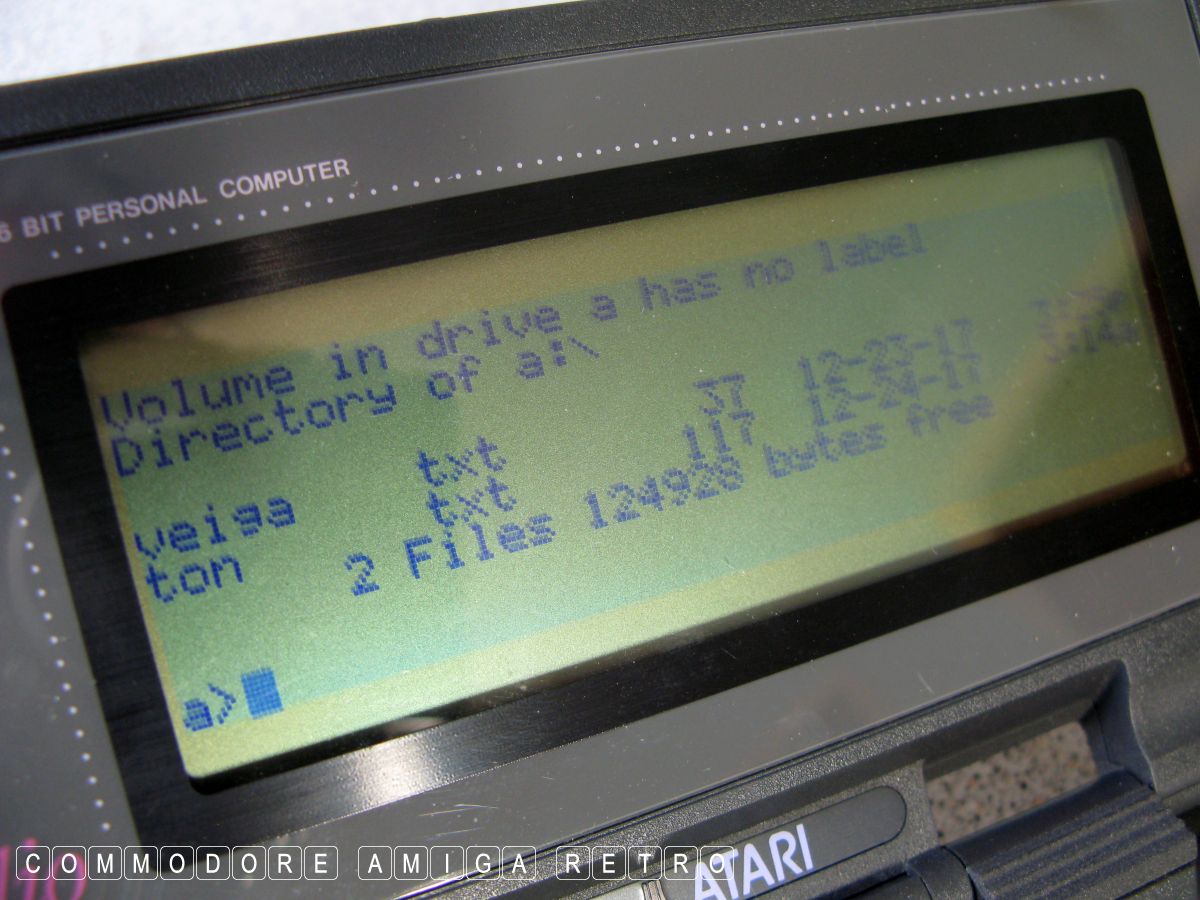 6 BIT PERSONAL COMPUTER
Volume in drive a has no label
Directory of a:\
veiga txt 37 12-23-17
ton txt 117 12-24-17
2 Files 124928 bytes free
a>
lio
ATARI
COMMODORE AMIGA RETRO